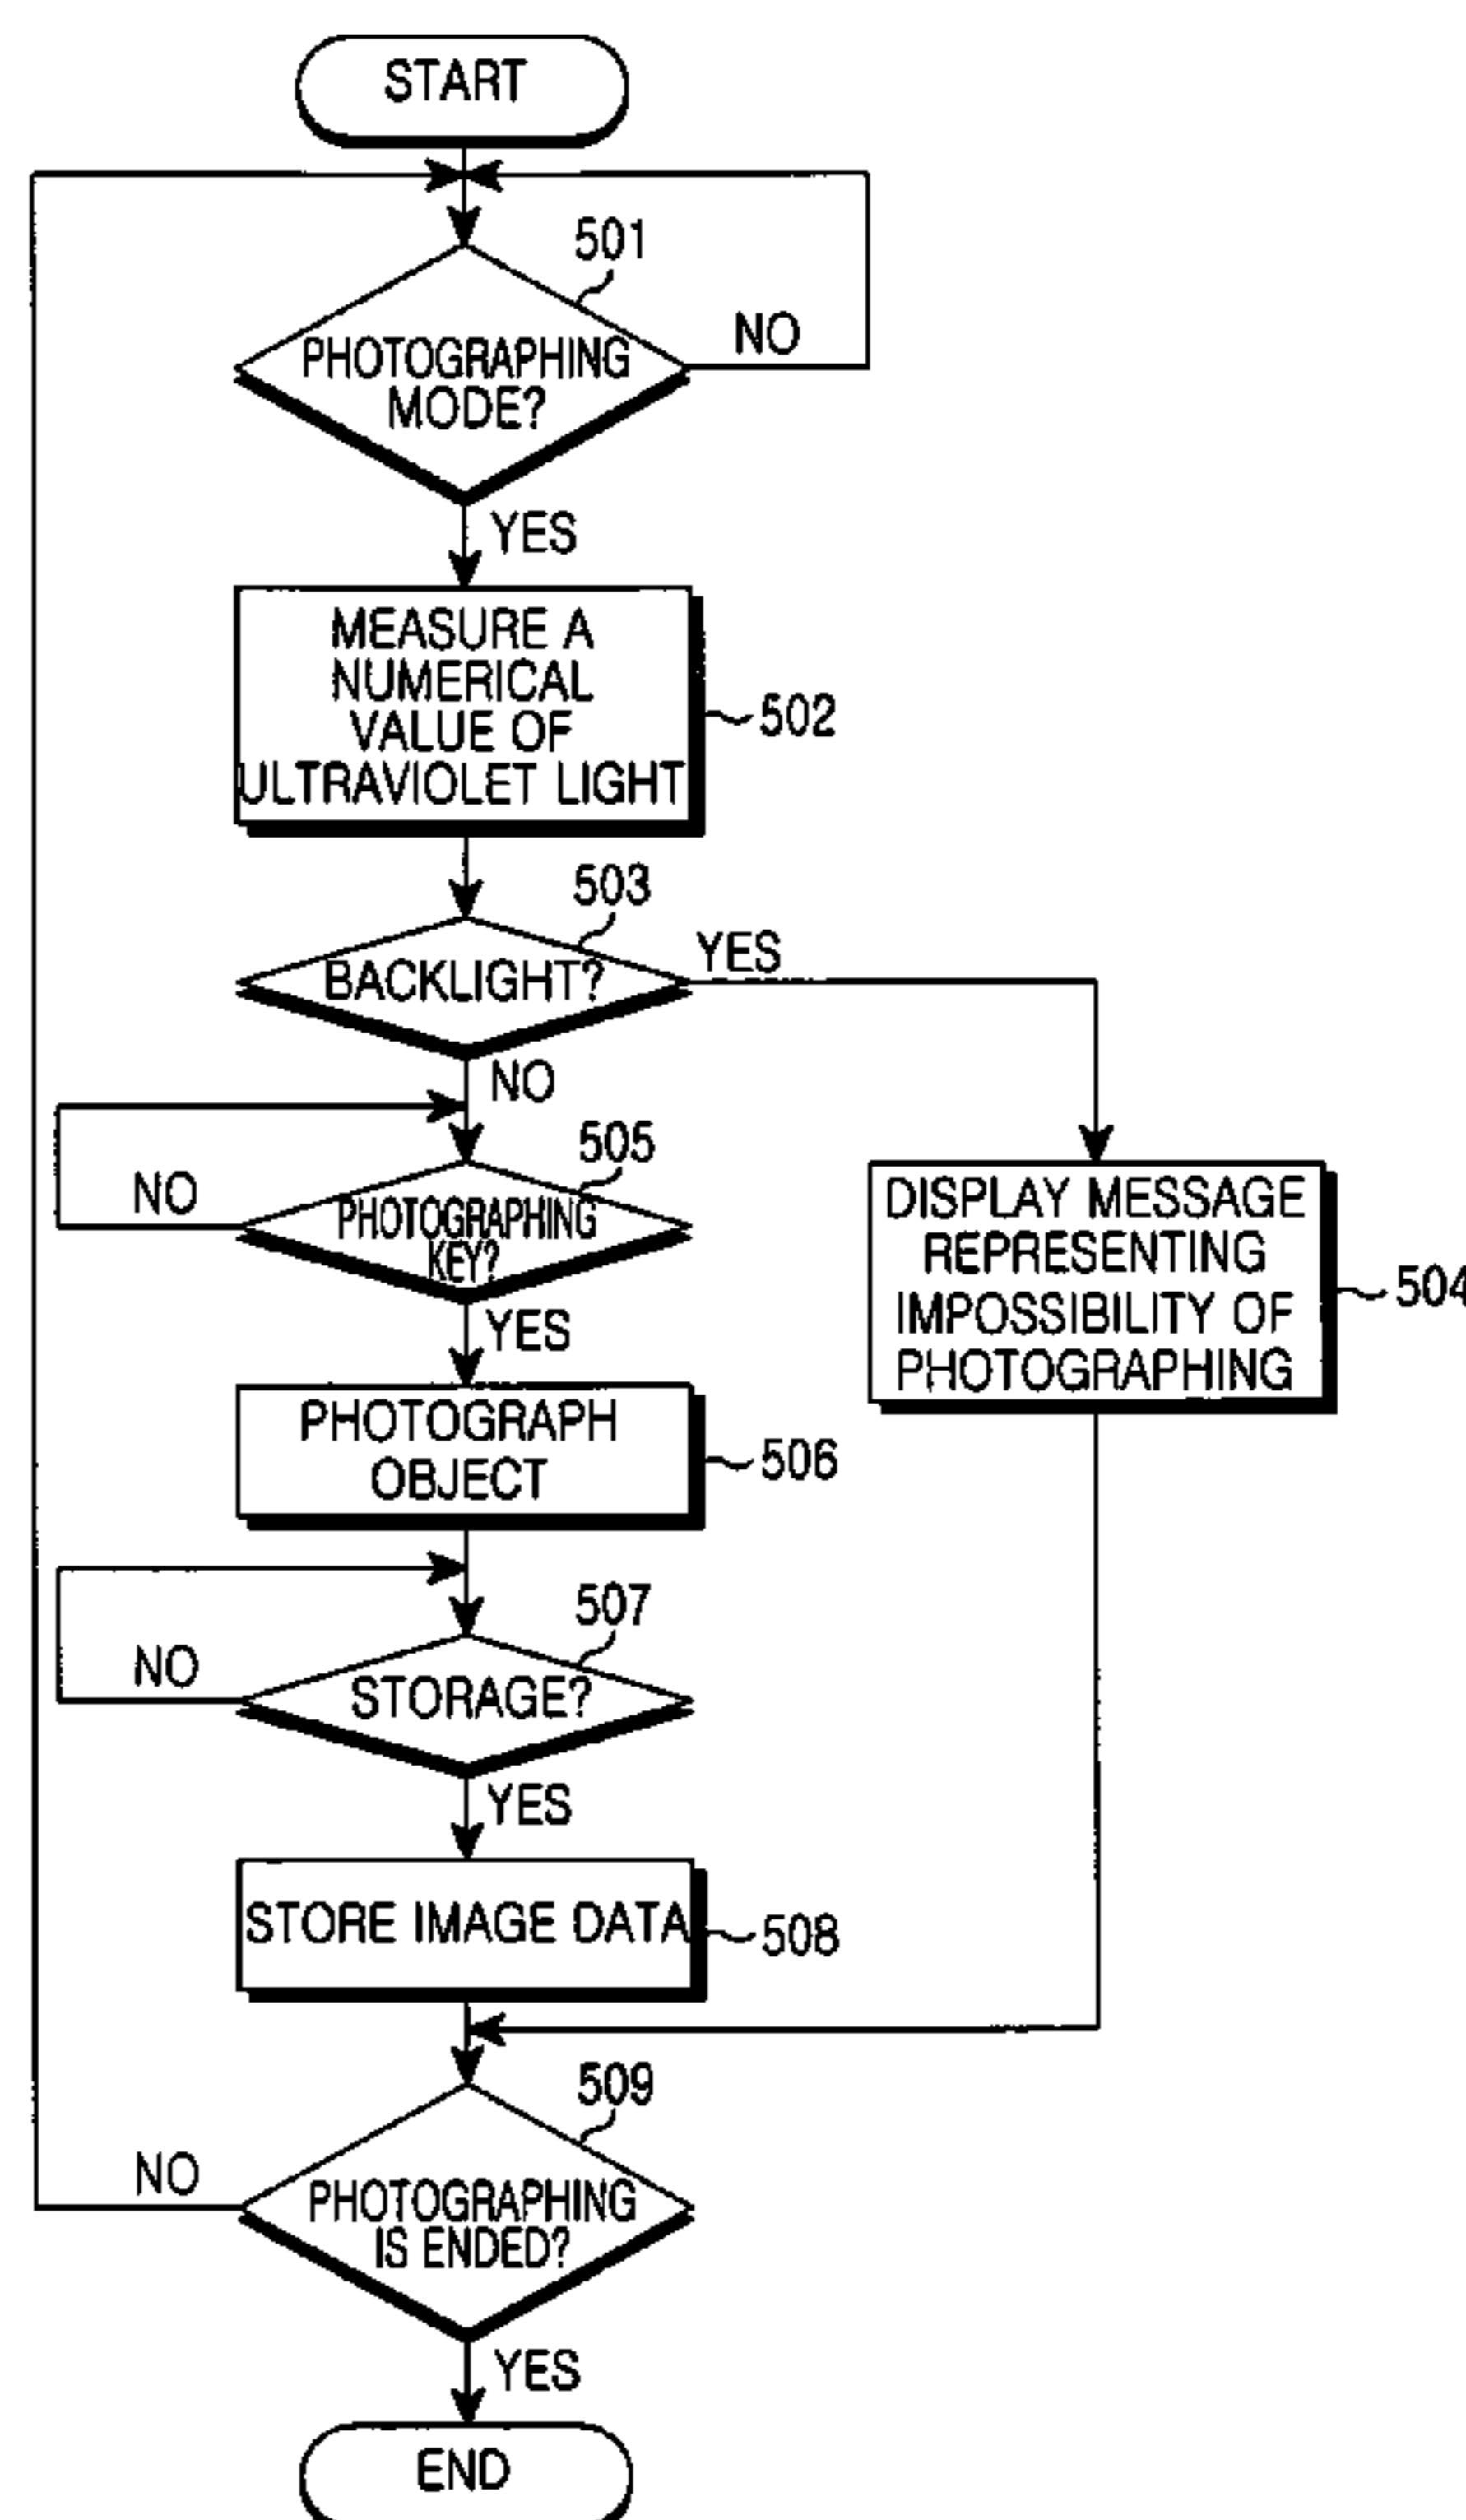 START
501
PHOTOGRAPHING
MODE?
NO
YES
MEASURE A
NUMERICAL
VALUE OF
ULTRAVIOLET LIGHT
502
503
BACKLIGHT?
YES
NO
505
PHOTOGRAPHING
KEY?
NO
YES
DISPLAY MESSAGE
REPRESENTING
IMPOSSIBILITY OF
PHOTOGRAPHING
504
PHOTOGRAPH
OBJECT
506
507
STORAGE?
NO
YES
STORE IMAGE DATA
508
509
PHOTOGRAPHING
IS ENDED?
NO
YES
END